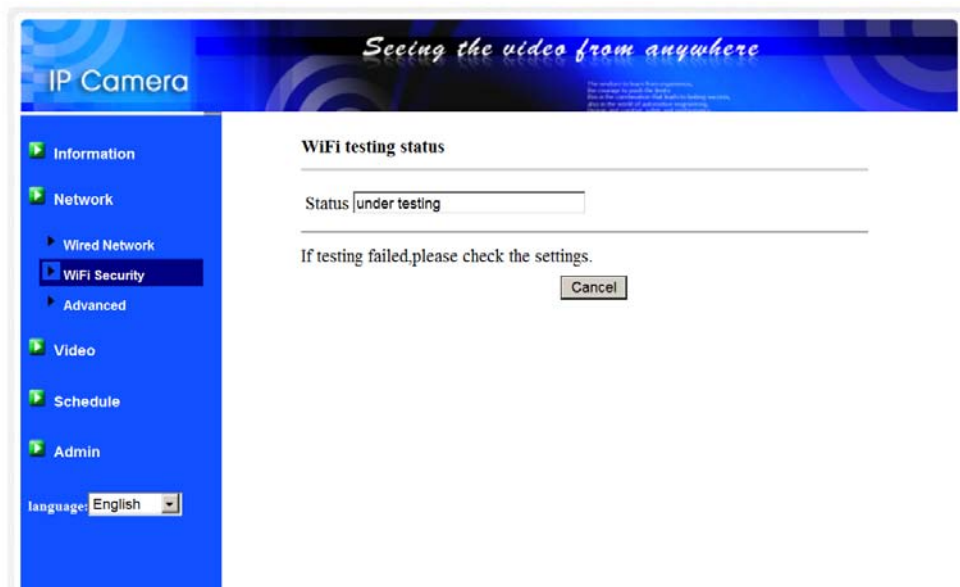 Seeing the video from anywhere
IP Camera
Information
Network
Wired Network
WiFi Security
Advanced
Video
Schedule
Admin
language: English
WiFi testing status
Status under testing
If testing failed,please check the settings.
Cancel